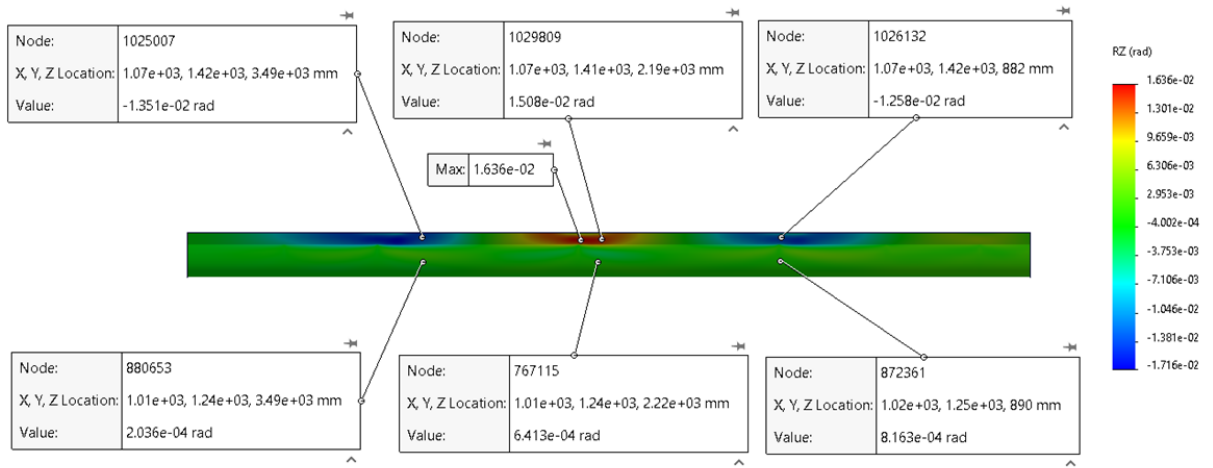 Node: 1025007
X, Y, Z Location: 1.07e+03, 1.42e+03, 3.49e+03 mm
Value: -1.351e-02 rad
Node: 1029809
X, Y, Z Location: 1.07e+03, 1.41e+03, 2.19e+03 mm
Value: 1.508e-02 rad
Node: 1026132
X, Y, Z Location: 1.07e+03, 1.42e+03, 882 mm
Value: -1.258e-02 rad
Max: 1.636e-02
RZ (rad)
1.636e-02
1.301e-02
9.659e-03
6.306e-03
2.953e-03
-4.002e-04
-3.753e-03
-7.106e-03
-1.046e-02
-1.381e-02
-1.716e-02
Node: 880653
X, Y, Z Location: 1.01e+03, 1.24e+03, 3.49e+03 mm
Value: 2.036e-04 rad
Node: 767115
X, Y, Z Location: 1.01e+03, 1.24e+03, 2.22e+03 mm
Value: 6.413e-04 rad
Node: 872361
X, Y, Z Location: 1.02e+03, 1.25e+03, 890 mm
Value: 8.163e-04 rad